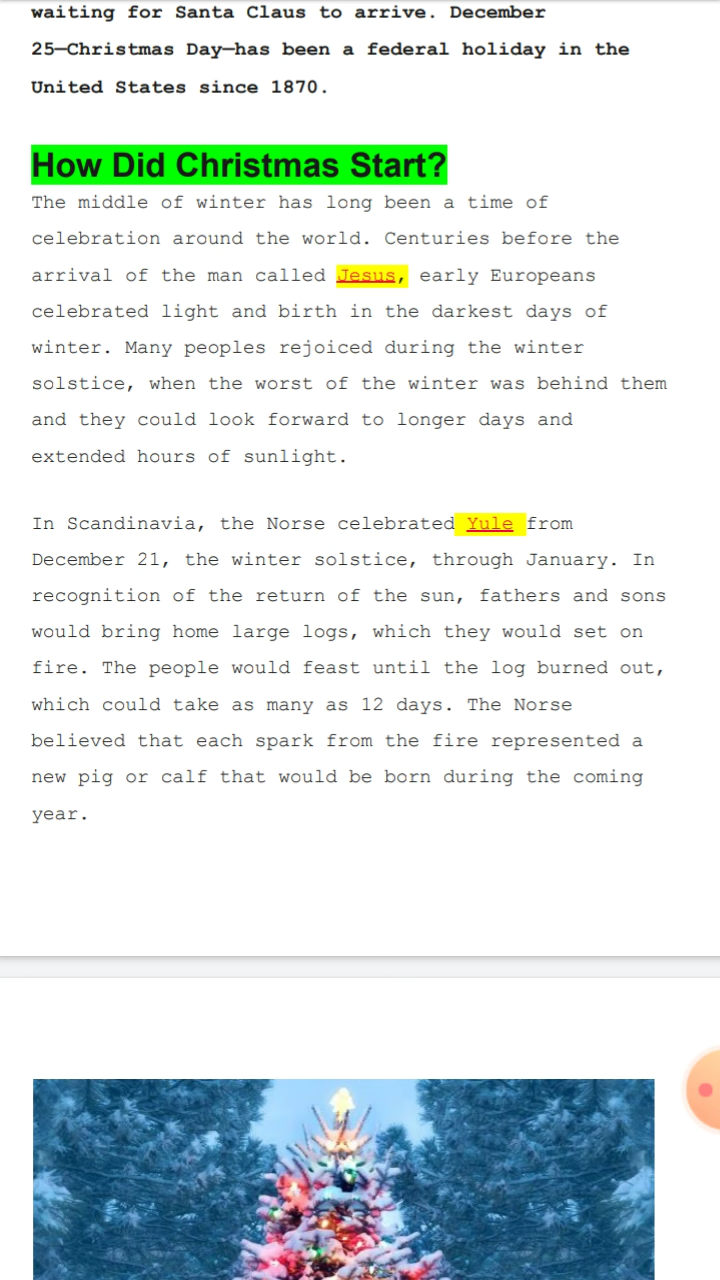 waiting for Santa Claus to arrive. December
25—Christmas Day—has been a federal holiday in the
United States since 1870.
How Did Christmas Start?
The middle of winter has long been a time of
celebration around the world. Centuries before the
arrival of the man called Jesus, early Europeans
celebrated light and birth in the darkest days of
winter. Many peoples rejoiced during the winter
solstice, when the worst of the winter was behind them
and they could look forward to longer days and
extended hours of sunlight.
In Scandinavia, the Norse celebrated Yule from
December 21, the winter solstice, through January. In
recognition of the return of the sun, fathers and sons
would bring home large logs, which they would set on
fire. The people would feast until the log burned out,
which could take as many as 12 days. The Norse
believed that each spark from the fire represented a
new pig or calf that would be born during the coming
year.